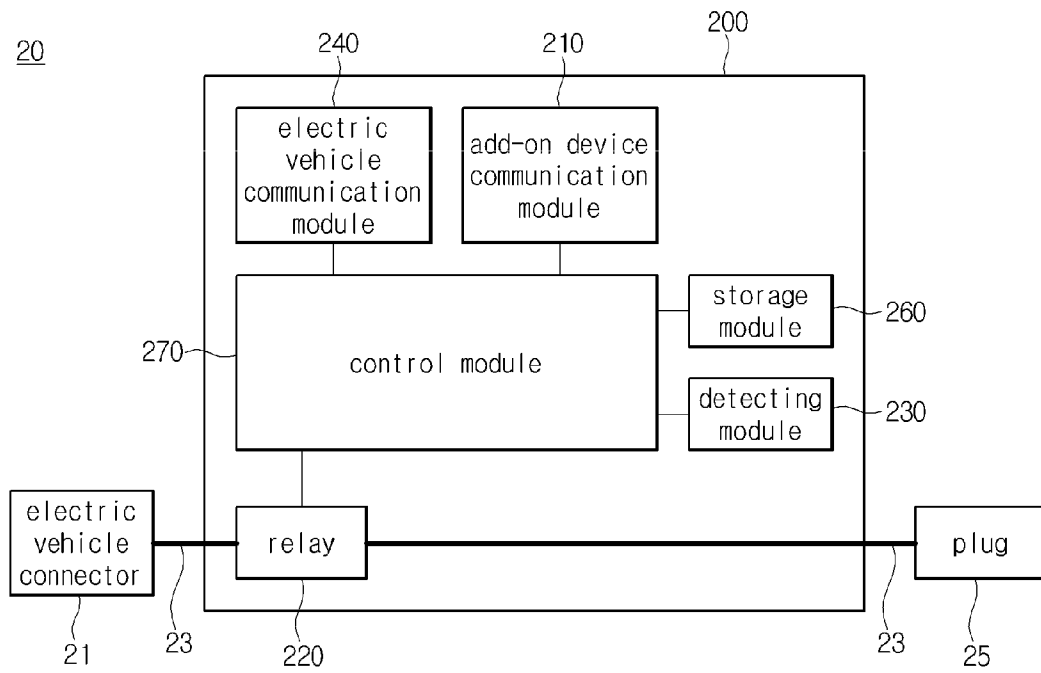 20
240
210
200
electric
vehicle
communication
module
add-on device
communication
module
storage
module
260
270
control module
detecting
module
230
electric
vehicle
connector
relay
plug
21
23
220
23
25